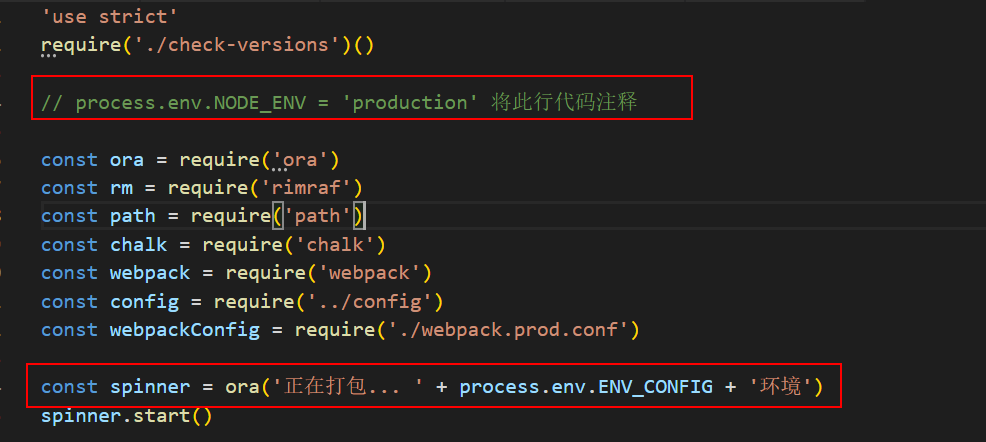 'use strict'
require('./check-versions')()
// process.env.NODE_ENV = 'production' 将此行代码注释
const ora = require('ora')
const rm = require('rimraf')
const path = require('path')
const chalk = require('chalk')
const webpack = require('webpack')
const config = require('../config')
const webpackConfig = require('./webpack.prod.conf')
const spinner = ora('正在打包... ' + process.env.ENV_CONFIG + '环境')
spinner.start()